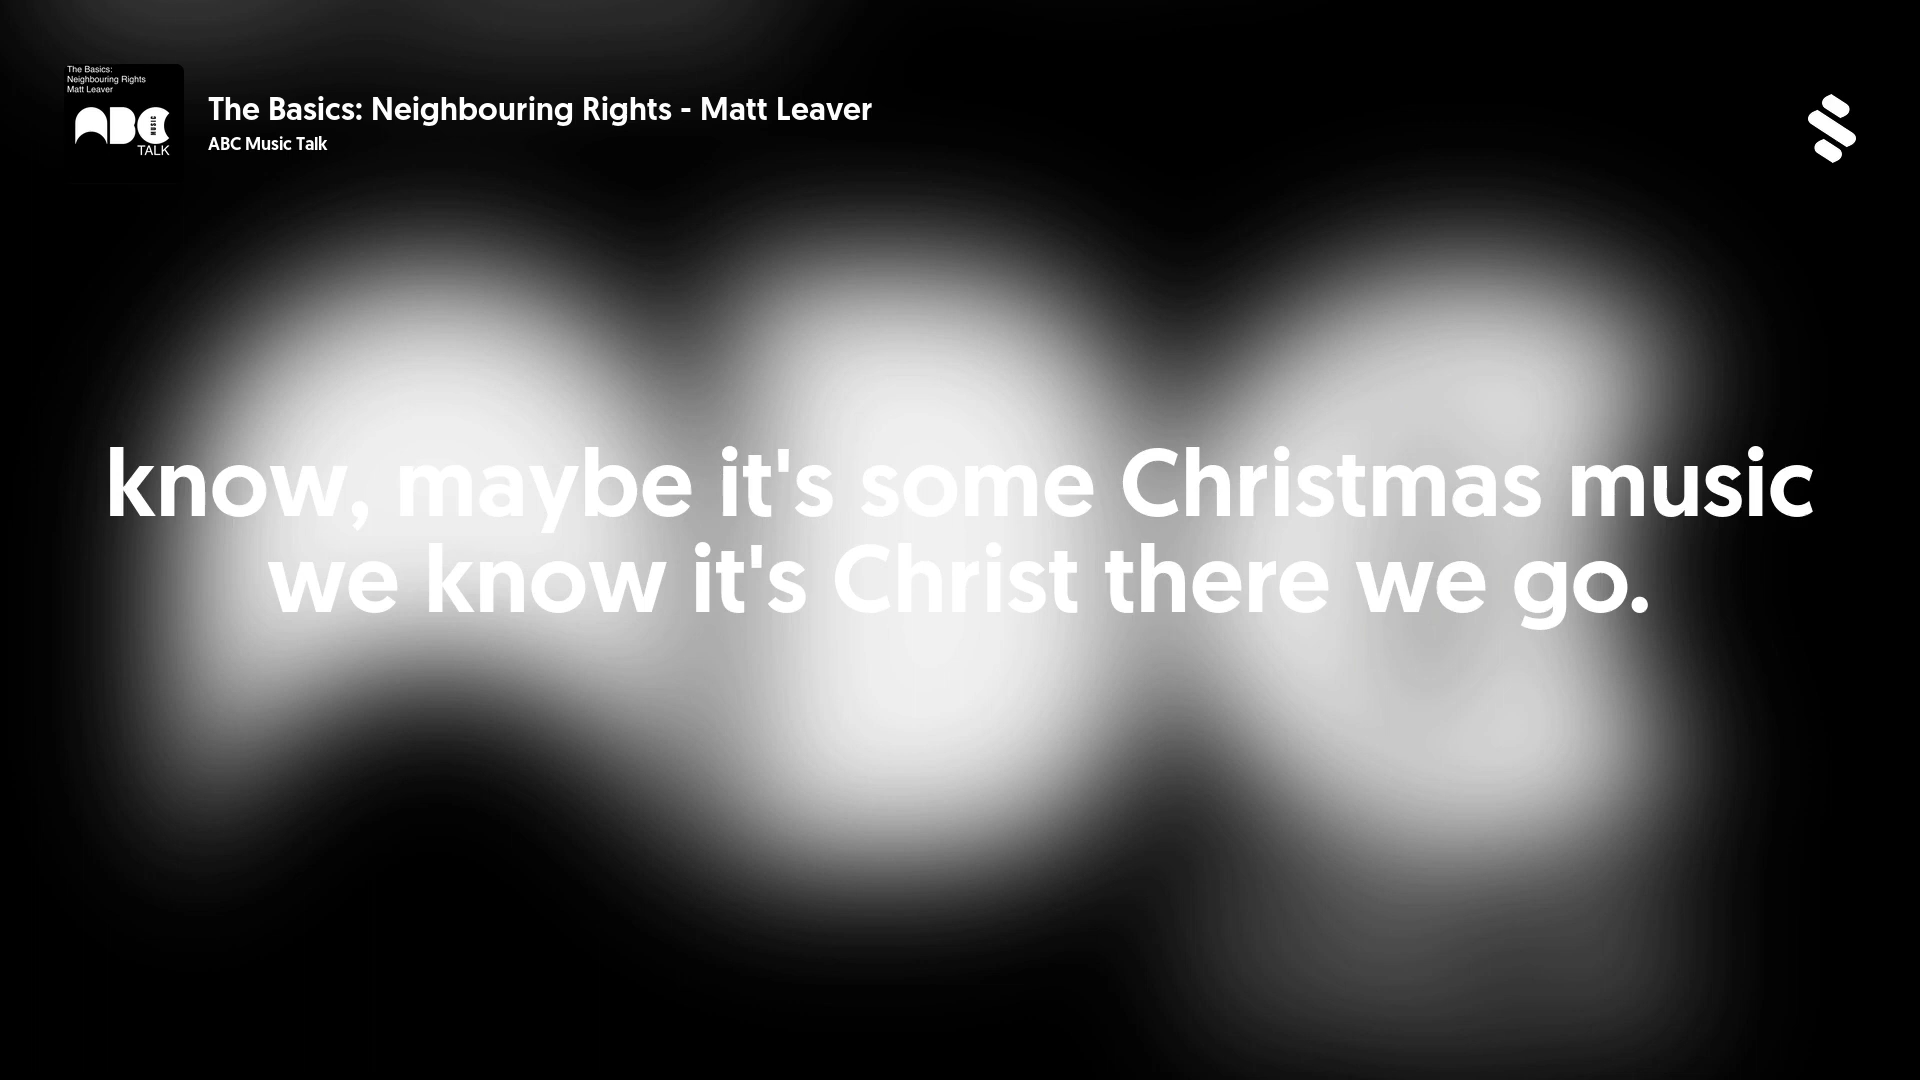 The Basics:
Neighbouring Rights
Matt Leaver
ABC
MUSIC
TALK
The Basics: Neighbouring Rights - Matt Leaver
ABC Music Talk
know, maybe it's some Christmas music
we know it's Christ there we go.